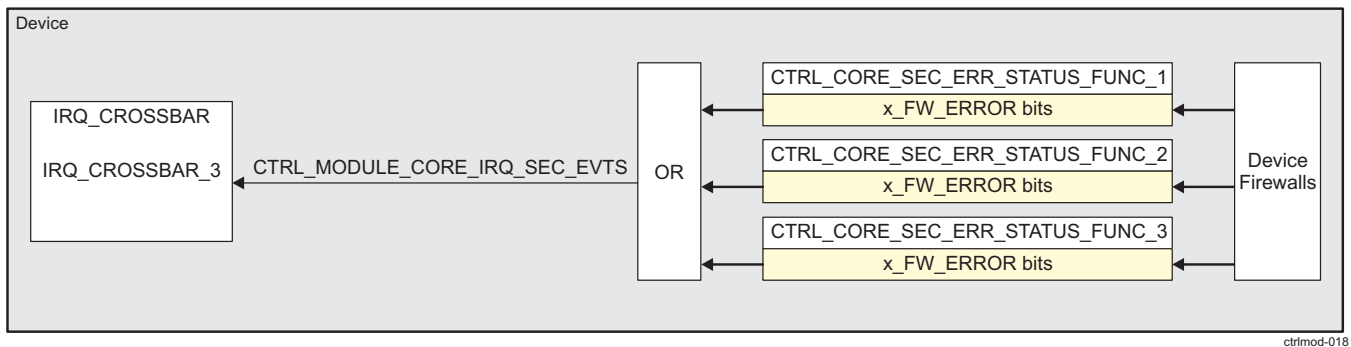 Device
IRQ_CROSSBAR
IRQ_CROSSBAR_3
CTRL_MODULE_CORE_IRQ_SEC_EVTS
OR
CTRL_CORE_SEC_ERR_STATUS_FUNC_1
x_FW_ERROR bits
CTRL_CORE_SEC_ERR_STATUS_FUNC_2
x_FW_ERROR bits
CTRL_CORE_SEC_ERR_STATUS_FUNC_3
x_FW_ERROR bits
Device
Firewalls
ctrlmod-018